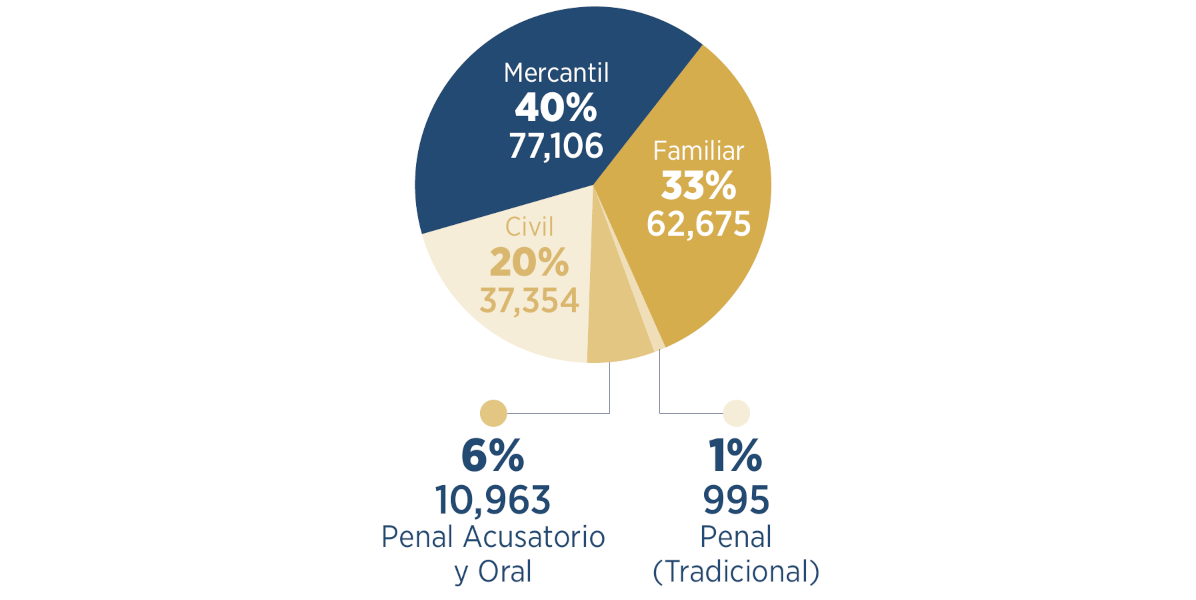 Mercantil
40%
77,106
Familiar
33%
62,675
Civil
20%
37,354
6%
10,963
Penal Acusatorio
y Oral
1%
995
Penal
(Tradicional)